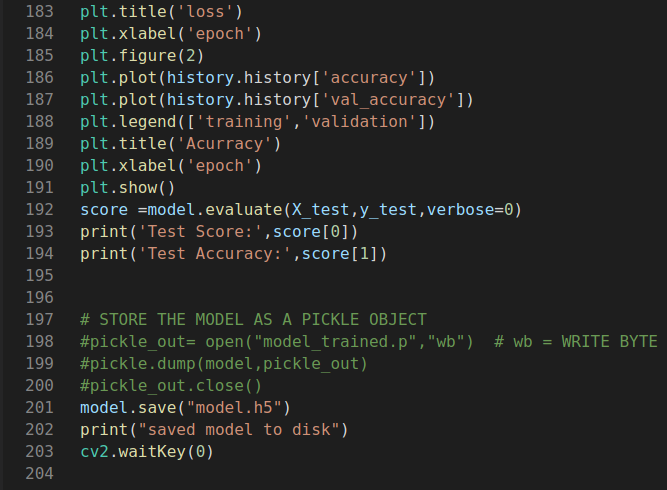 183 plt.title('loss')
184 plt.xlabel('epoch')
185 plt.figure(2)
186 plt.plot(history.history['accuracy'])
187 plt.plot(history.history['val_accuracy'])
188 plt.legend(['training','validation'])
189 plt.title('Acurracy')
190 plt.xlabel('epoch')
191 plt.show()
192 score =model.evaluate(X_test,y_test,verbose=0)
193 print('Test Score:',score[0])
194 print('Test Accuracy:',score[1])
195
196
197 # STORE THE MODEL AS A PICKLE OBJECT
198 #pickle_out= open("model_trained.p","wb")  # wb = WRITE BYTE
199 #pickle.dump(model,pickle_out)
200 #pickle_out.close()
201 model.save("model.h5")
202 print("saved model to disk")
203 cv2.waitKey(0)
204